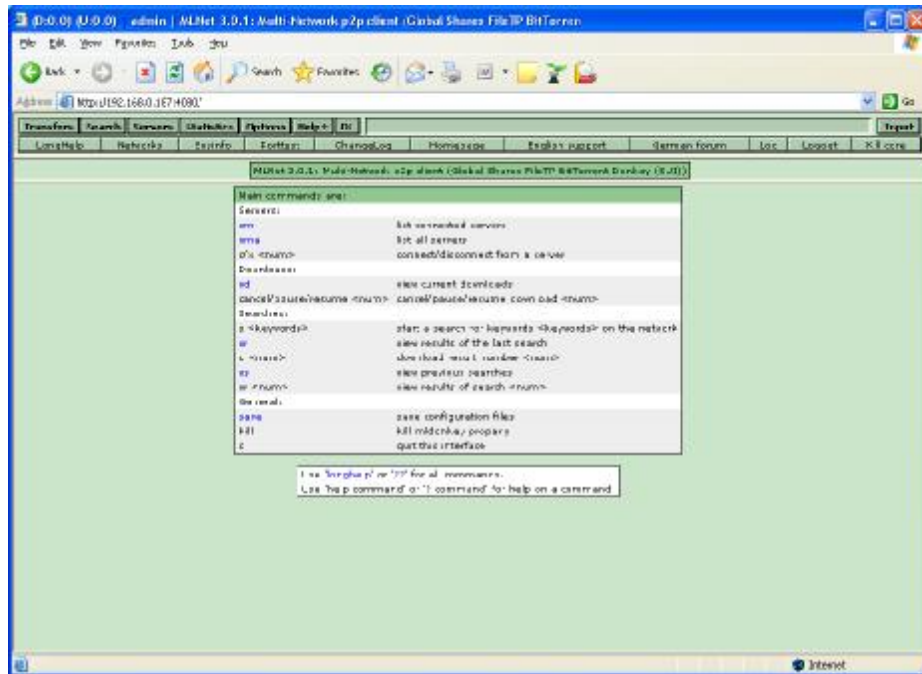 (D:0.0) (U:0.0) admin | MLNet 3.0.1: Multi-Network p2p client (Global Shares FileTP BitTorren
File Edit View Favorites Tools
Back Search Favorites
Address http://192.168.0.167:4080/ Go
Transfers Search Servers Statistics Options Help+ Input
LongHelp Networks ChangeLog Homepage English support German forum Log Logout Kill core
MLNet 3.0.1: Multi-Network p2p client (Global Shares FileTP BitTorrent Donkey
Main commands are:
Servers:
vm list connected servers
vma list all servers
<num> connect/disconnect from a server
Downloads:
vd view current downloads
cancel/pause/resume <num> cancel/pause/resume download <num>
Searches:
s <keywords> start a search for keywords <keywords> on the network
vr view results of the last search
<num> download result number <num>
vs view previous searches
vr <num> view results of search <num>
General:
save save configuration files
kill kill mldonkey properly
quit this interface
Use 'longhelp' or '??' for all commands.
Use 'help command' or '? command' for help on a command
Internet